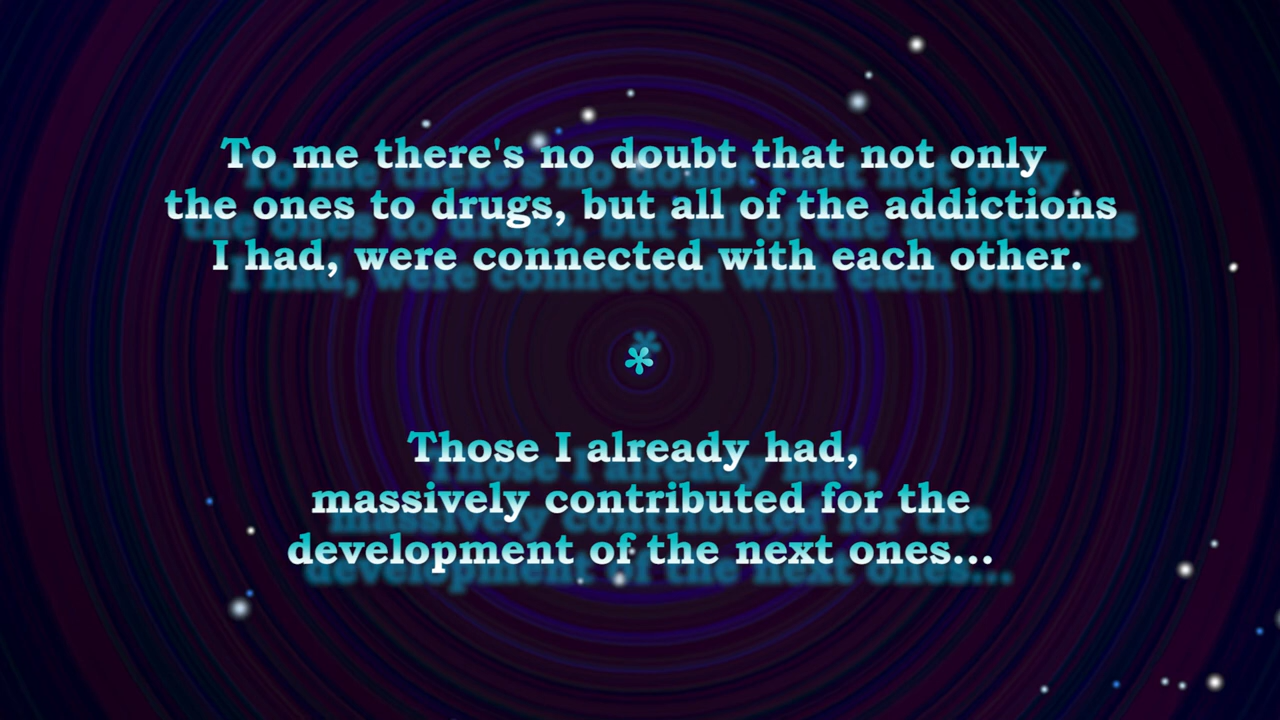 To me there's no doubt that not only
the ones to drugs, but all of the addictions
I had, were connected with each other.
*
Those I already had,
massively contributed for the
development of the next ones...